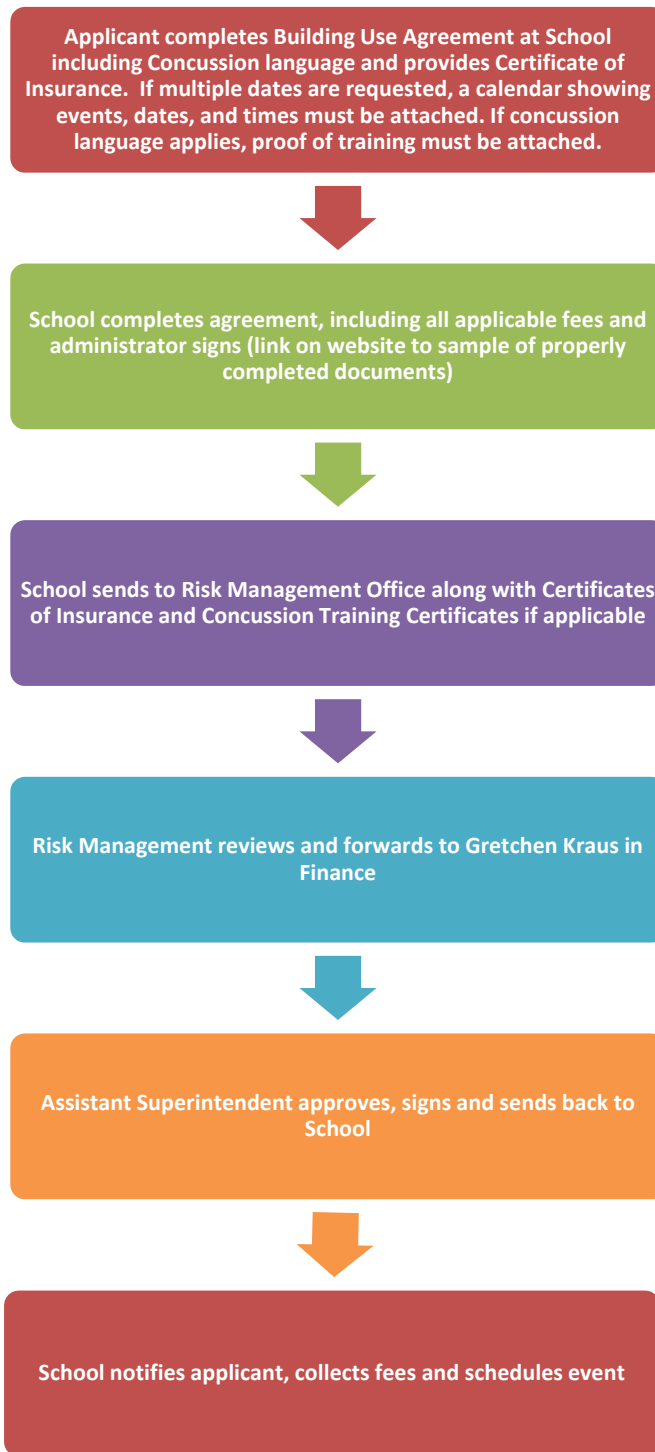 Applicant completes Building Use Agreement at School
including Concussion language and provides Certificate of
Insurance.  If multiple dates are requested, a calendar showing
events, dates, and times must be attached. If concussion
language applies, proof of training must be attached.
School completes agreement, including all applicable fees and
administrator signs (link on website to sample of properly
completed documents)
School sends to Risk Management Office along with Certificates
of Insurance and Concussion Training Certificates if applicable
Risk Management reviews and forwards to Gretchen Kraus in
Finance
Assistant Superintendent approves, signs and sends back to
School
School notifies applicant, collects fees and schedules event